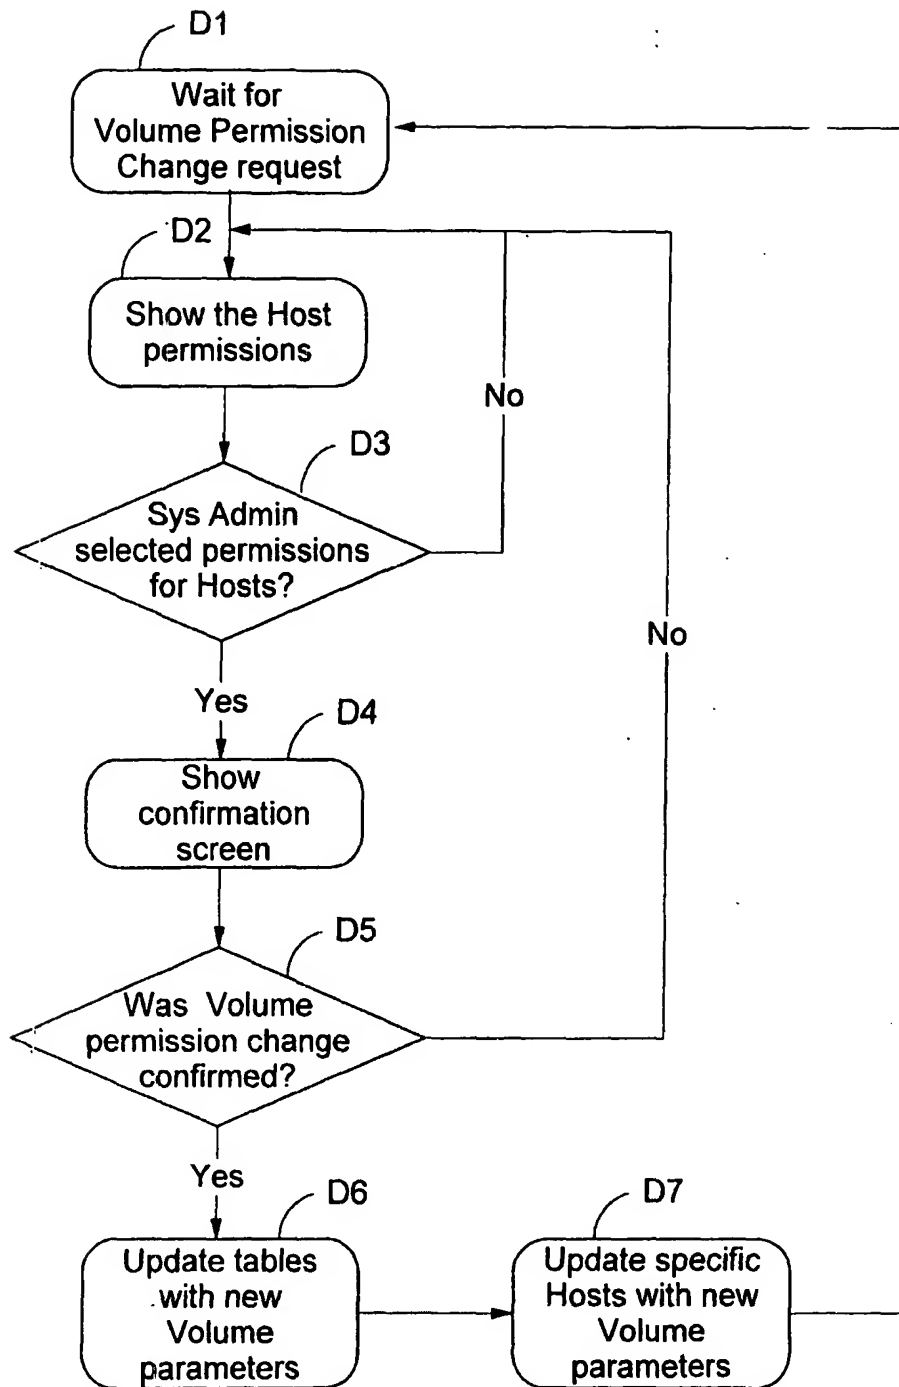 D1
Wait for
Volume Permission
Change request
D2
Show the Host
permissions
No
D3
Sys Admin
selected permissions
for Hosts?
No
Yes
D4
Show
confirmation
screen
D5
Was Volume
permission change
confirmed?
Yes
D6
Update tables
with new
Volume
parameters
D7
Update specific
Hosts with new
Volume
parameters